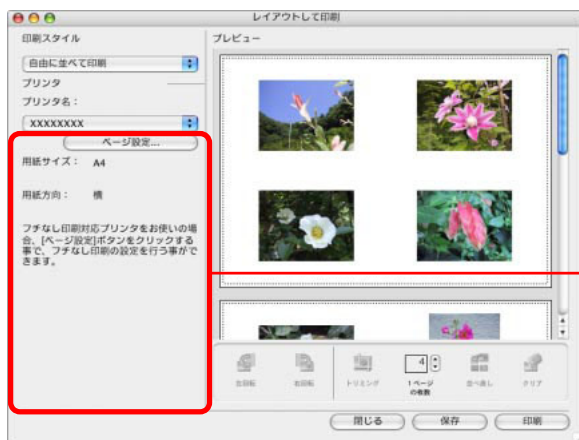 レイアウトして印刷
印刷スタイル
自由に並べて印刷
プリンタ
プリンタ名：
XXXXXXXX
ページ設定...
用紙サイズ： A4
用紙方向： 横
フチなし印刷対応プリンタをお使いの場
合、[ページ設定]ボタンをクリックする
事で、フチなし印刷の設定を行う事がで
きます。
プレビュー
4
左回転
右回転
トリミング
1 ページ
の枚数
並べ直し
クリア
閉じる
保存
印刷